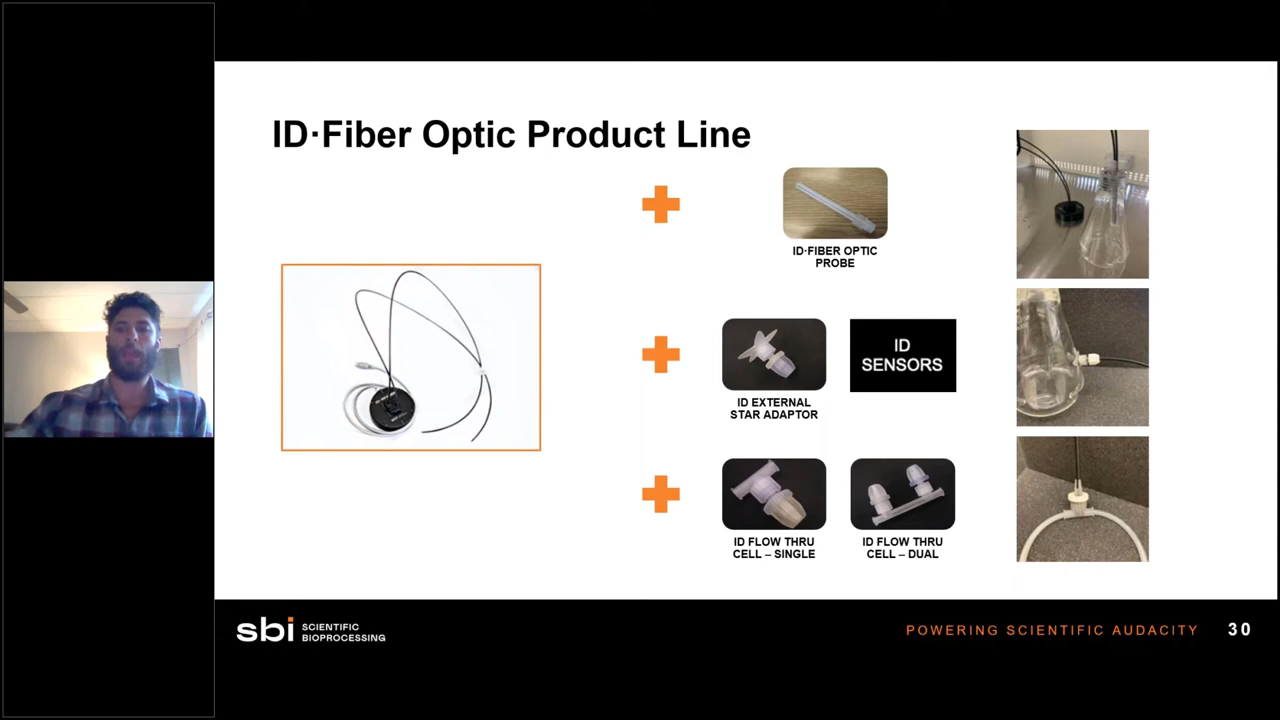 ID·Fiber Optic Product Line
ID·FIBER OPTIC
PROBE
ID EXTERNAL
STAR ADAPTOR
ID
SENSORS
ID FLOW THRU
CELL – SINGLE
ID FLOW THRU
CELL – DUAL
sbi SCIENTIFIC
BIOPROCESSING
POWERING SCIENTIFIC AUDACITY 30